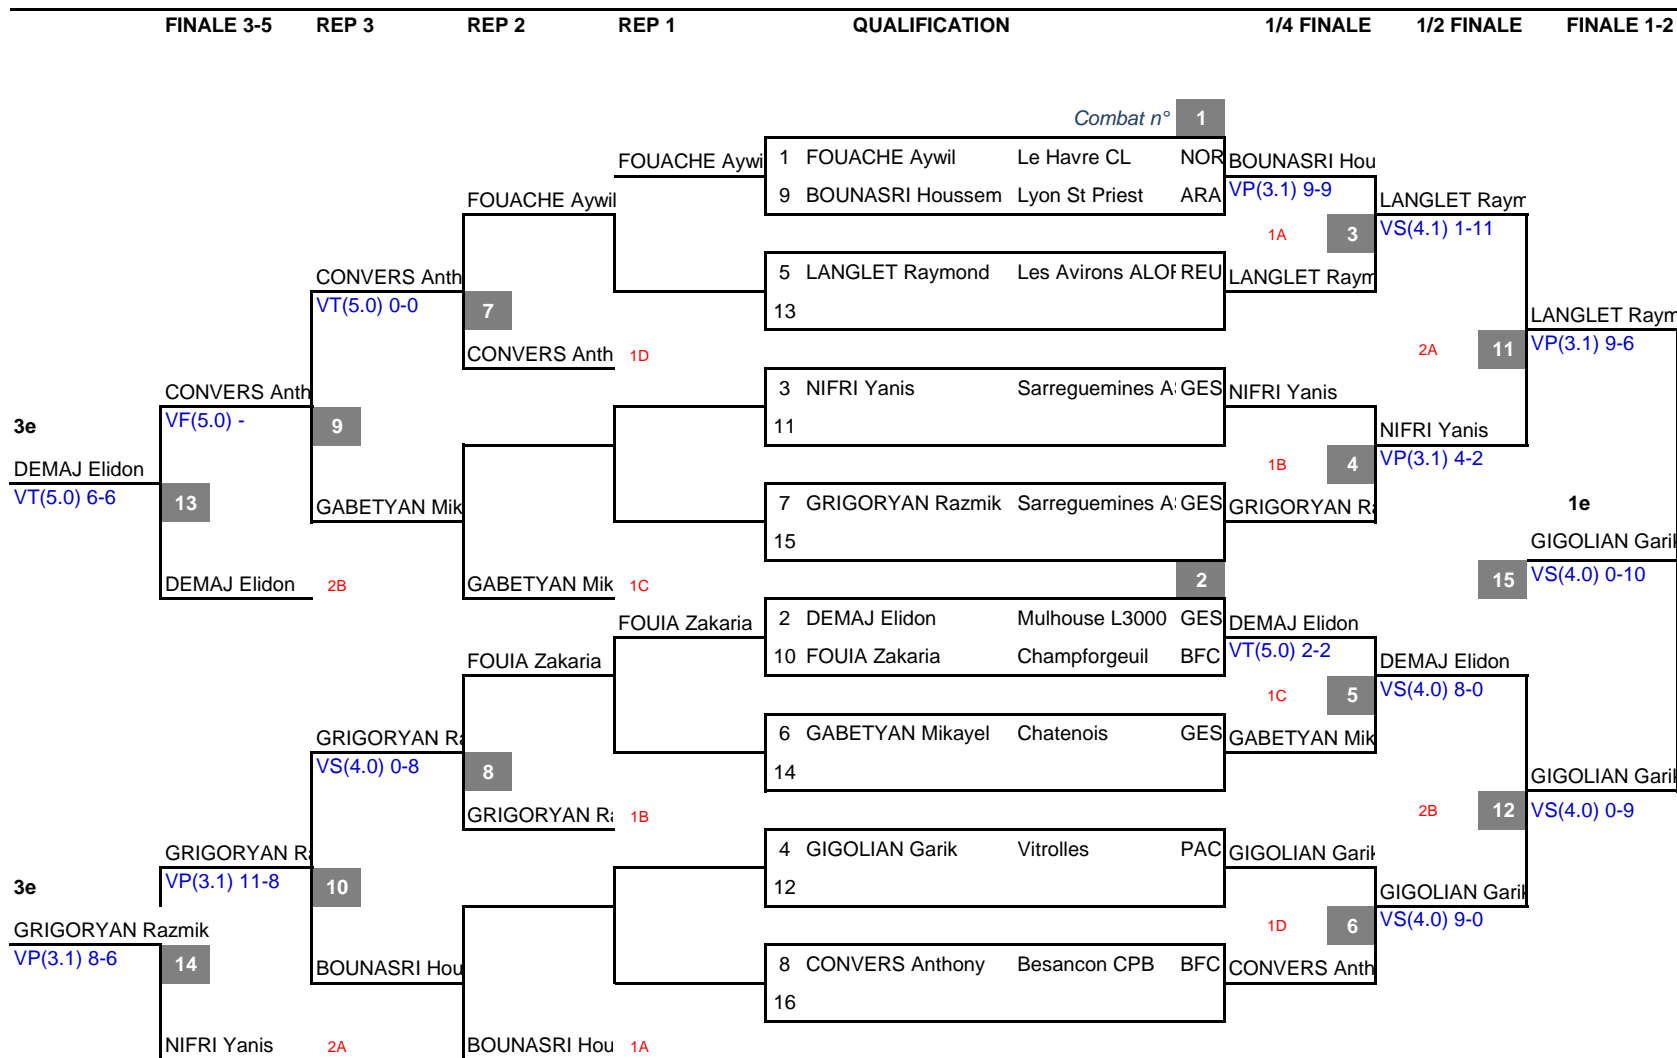 FINALE 3-5 REP 3 REP 2 REP 1 QUALIFICATION 1/4 FINALE 1/2 FINALE FINALE 1-2
Combat n° 1
FOUACHE Aywi 1 FOUACHE Aywil Le Havre CL NOR BOUNASRI Hou
FOUACHE Aywil 9 BOUNASRI Houssem Lyon St Priest ARA VP(3.1) 9-9 LANGLET Raym
1A 3 VS(4.1) 1-11
CONVERS Anth 5 LANGLET Raymond Les Avirons ALOF REU LANGLET Raym
VT(5.0) 0-0 7 13 LANGLET Raym
CONVERS Anth 1D 2A 11 VP(3.1) 9-6
CONVERS Anth 3 NIFRI Yanis Sarreguemines A GES NIFRI Yanis
3e VF(5.0) - 9 11 NIFRI Yanis
DEMAJ Elidon 1B 4 VP(3.1) 4-2
VT(5.0) 6-6 13 GABETYAN Mik 7 GRIGORYAN Razmik Sarreguemines A GES GRIGORYAN R 1e
15 GIGOLIAN Garik
DEMAJ Elidon 2B GABETYAN Mik 1C 2 15 VS(4.0) 0-10
FOUIA Zakaria 2 DEMAJ Elidon Mulhouse L3000 GES DEMAJ Elidon
FOUIA Zakaria 10 FOUIA Zakaria Champforgeuil BFC VT(5.0) 2-2 DEMAJ Elidon
1C 5 VS(4.0) 8-0
GRIGORYAN R 6 GABETYAN Mikayel Chatenois GES GABETYAN Mik
VS(4.0) 0-8 8 14 GIGOLIAN Garik
GRIGORYAN R 1B 2B 12 VS(4.0) 0-9
GRIGORYAN R 4 GIGOLIAN Garik Vitrolles PAC GIGOLIAN Garik
3e VP(3.1) 11-8 10 12 GIGOLIAN Garik
GRIGORYAN Razmik 1D 6 VS(4.0) 9-0
VP(3.1) 8-6 14 BOUNASRI Hou 8 CONVERS Anthony Besancon CPB BFC CONVERS Anth
16
NIFRI Yanis 2A BOUNASRI Hou 1A